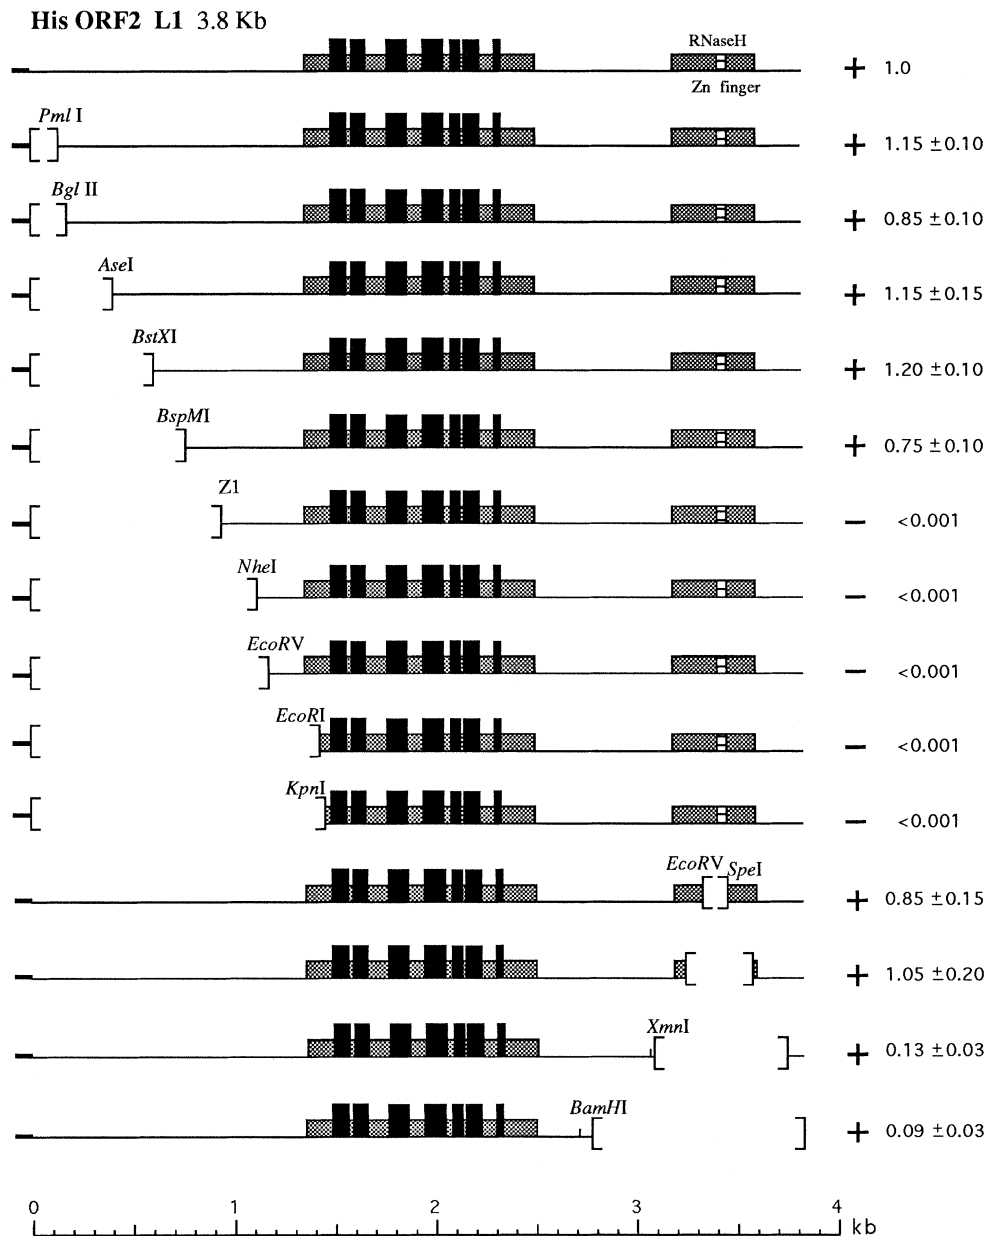 His ORF2 L1 3.8 Kb
RNaseH
+ 1.0
Zn finger
Pml I
+ 1.15 ±0.10
Bgl II
+ 0.85 ±0.10
AseI
+ 1.15 ±0.15
BstXI
+ 1.20 ±0.10
BspMI
+ 0.75 ±0.10
Z1
− <0.001
NheI
− <0.001
EcoRV
− <0.001
EcoRI
− <0.001
KpnI
− <0.001
EcoRV SpeI
+ 0.85 ±0.15
+ 1.05 ±0.20
XmnI
+ 0.13 ±0.03
BamHI
+ 0.09 ±0.03
0 1 2 3 4 kb